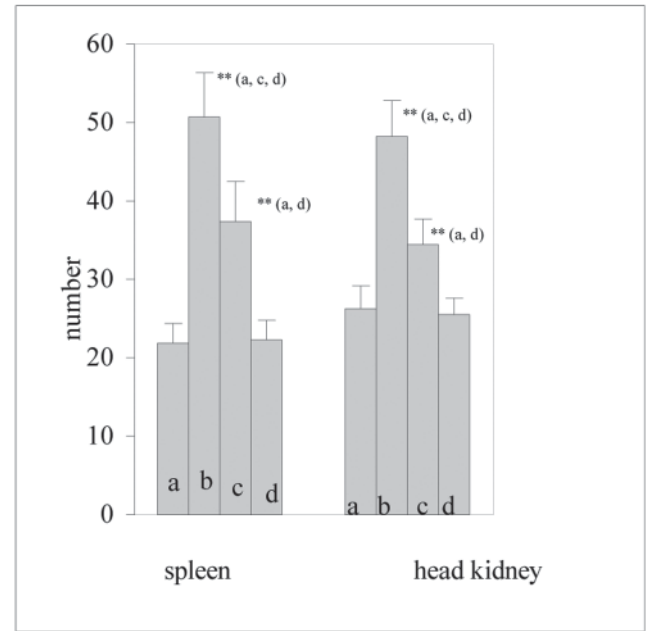 60
50
40
30
20
10
0
number
** (a, c, d)
** (a, d)
** (a, c, d)
** (a, d)
a b c d
a b c d
spleen
head kidney